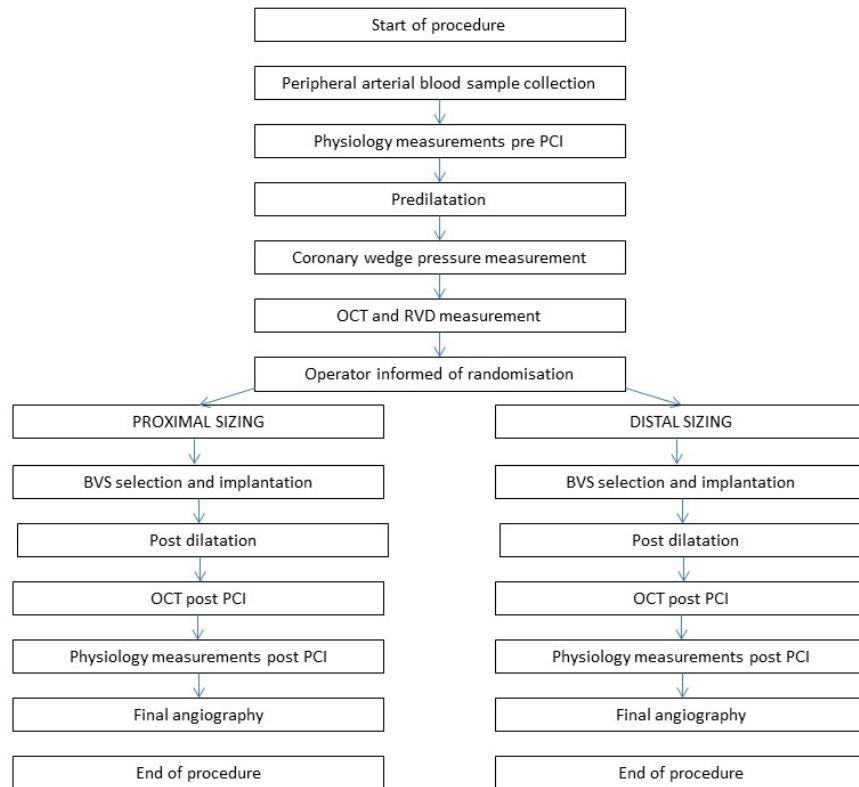 Start of procedure
Peripheral arterial blood sample collection
Physiology measurements pre PCI
Predilatation
Coronary wedge pressure measurement
OCT and RVD measurement
Operator informed of randomisation
PROXIMAL SIZING
BVS selection and implantation
Post dilatation
OCT post PCI
Physiology measurements post PCI
Final angiography
End of procedure
DISTAL SIZING
BVS selection and implantation
Post dilatation
OCT post PCI
Physiology measurements post PCI
Final angiography
End of procedure